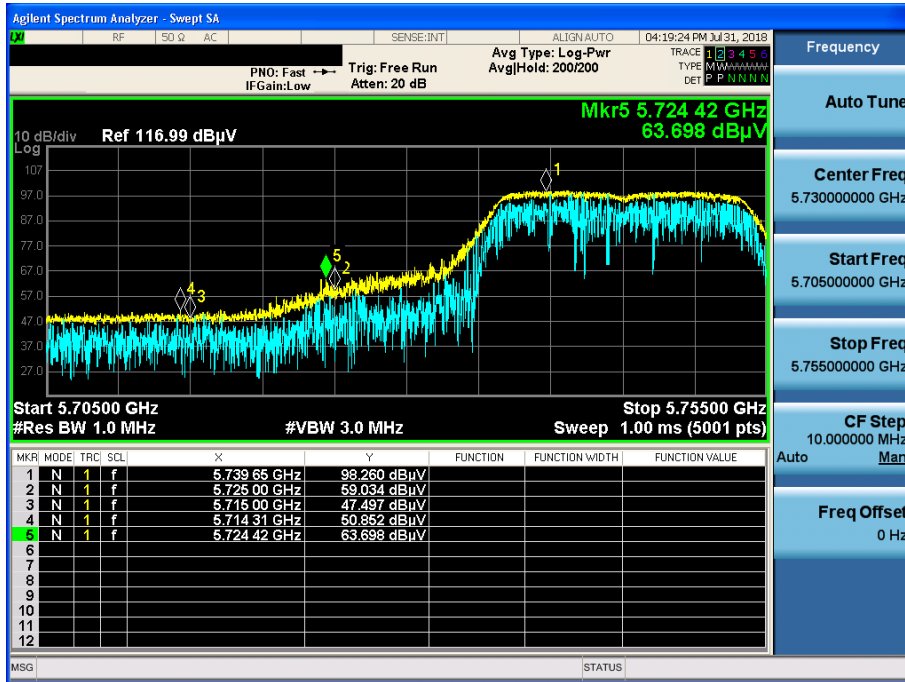 Agilent Spectrum Analyzer - Swept SA
LXI RF 50 Ω AC SENSE:INT ALIGN AUTO 04:19:24 PM Jul 31, 2018
PNO: Fast Trig: Free Run Avg Type: Log-Pwr TRACE 1 2 3 4 5 6
IFGain:Low Atten: 20 dB Avg|Hold: 200/200 TYPE M W
DET P P N N N N
Mkr5 5.724 42 GHz
63.698 dBµV
10 dB/div Ref 116.99 dBµV
Log
107
97.0
87.0
77.0
67.0
57.0
47.0
37.0
27.0
1
5
2
4
3
Start 5.70500 GHz Stop 5.75500 GHz
#Res BW 1.0 MHz #VBW 3.0 MHz Sweep 1.00 ms (5001 pts)
MKR MODE TRC SCL X Y FUNCTION FUNCTION WIDTH FUNCTION VALUE
1 N 1 f 5.739 65 GHz 98.260 dBµV
2 N 1 f 5.725 00 GHz 59.034 dBµV
3 N 1 f 5.715 00 GHz 47.497 dBµV
4 N 1 f 5.714 31 GHz 50.852 dBµV
5 N 1 f 5.724 42 GHz 63.698 dBµV
6
7
8
9
10
11
12
MSG STATUS
Frequency
Auto Tune
Center Freq
5.730000000 GHz
Start Freq
5.705000000 GHz
Stop Freq
5.755000000 GHz
CF Step
10.000000 MHz
Auto Man
Freq Offset
0 Hz